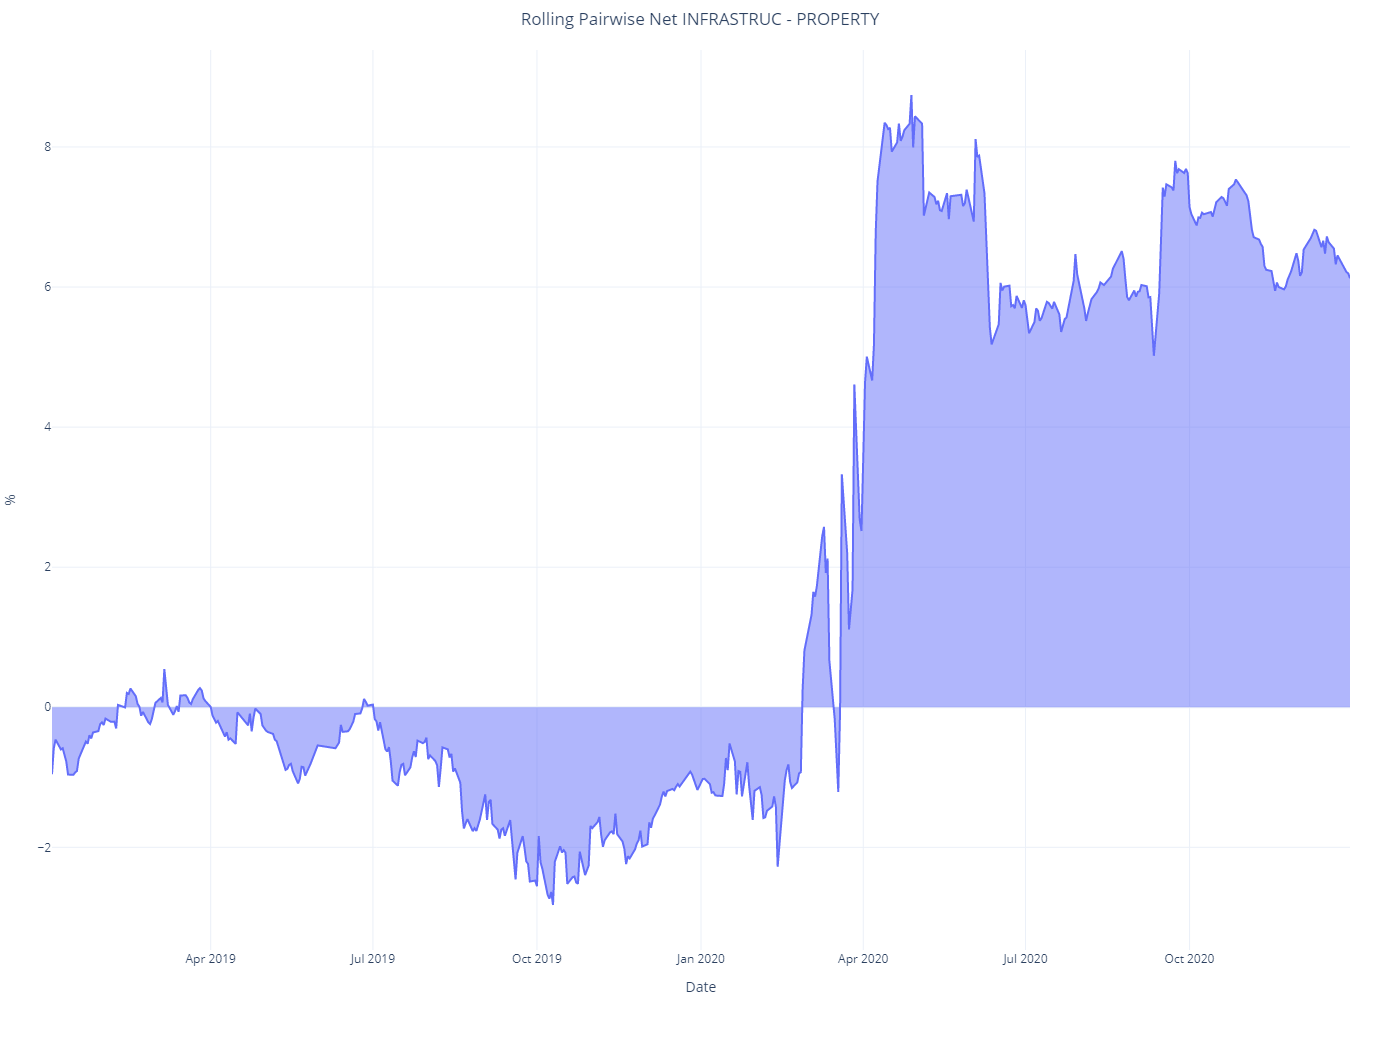 Rolling Pairwise Net INFRASTRUC - PROPERTY
8
6
4
2
0
−2
%
Apr 2019
Jul 2019
Oct 2019
Jan 2020
Apr 2020
Jul 2020
Oct 2020
Date